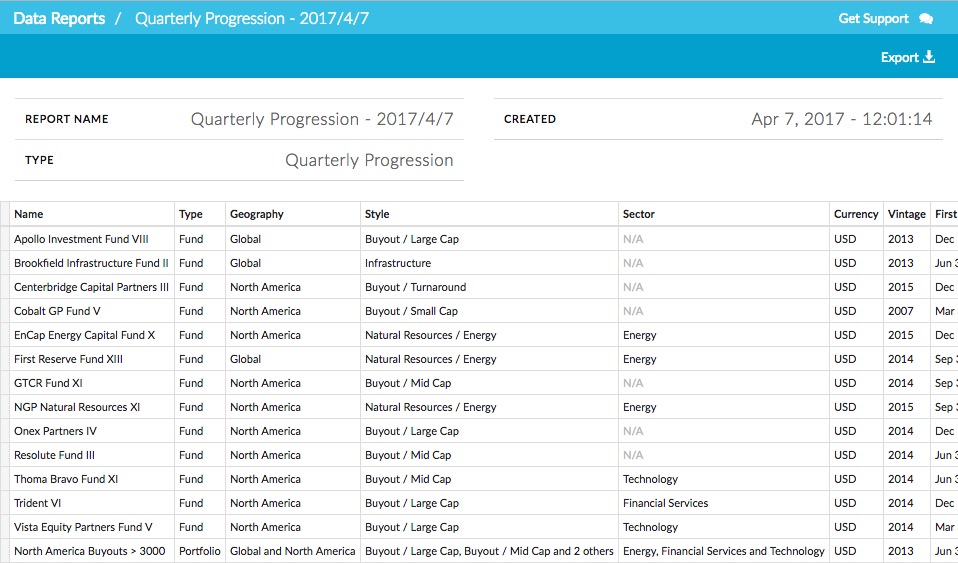 Data Reports / Quarterly Progression - 2017/4/7 Get Support
Export
REPORT NAME Quarterly Progression - 2017/4/7 CREATED Apr 7, 2017 - 12:01:14
TYPE Quarterly Progression
Name Type Geography Style Sector Currency Vintage First
Apollo Investment Fund VIII Fund Global Buyout / Large Cap N/A USD 2013 Dec
Brookfield Infrastructure Fund II Fund Global Infrastructure N/A USD 2013 Jun 3
Centerbridge Capital Partners III Fund North America Buyout / Turnaround N/A USD 2015 Dec
Cobalt GP Fund V Fund North America Buyout / Small Cap N/A USD 2007 Mar
EnCap Energy Capital Fund X Fund North America Natural Resources / Energy Energy USD 2015 Dec
First Reserve Fund XIII Fund Global Natural Resources / Energy Energy USD 2014 Sep 3
GTCR Fund XI Fund North America Buyout / Mid Cap N/A USD 2014 Sep 3
NGP Natural Resources XI Fund North America Natural Resources / Energy Energy USD 2015 Sep 3
Onex Partners IV Fund North America Buyout / Large Cap N/A USD 2014 Dec
Resolute Fund III Fund North America Buyout / Mid Cap N/A USD 2014 Jun 3
Thoma Bravo Fund XI Fund North America Buyout / Mid Cap Technology USD 2014 Jun 3
Trident VI Fund North America Buyout / Large Cap Financial Services USD 2014 Dec
Vista Equity Partners Fund V Fund North America Buyout / Large Cap Technology USD 2014 Mar
North America Buyouts > 3000 Portfolio Global and North America Buyout / Large Cap, Buyout / Mid Cap and 2 others Energy, Financial Services and Technology USD 2013 Jun 3